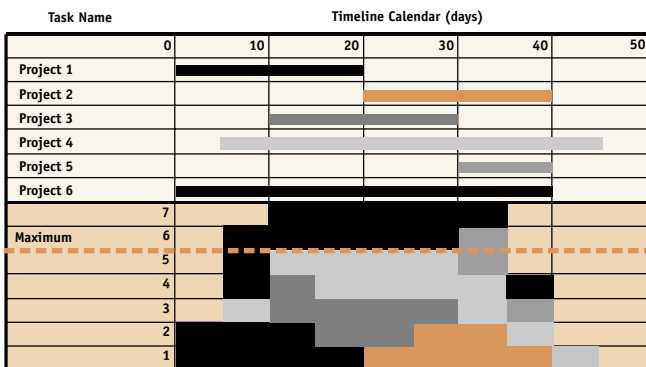 Task Name Timeline Calendar (days)
0 10 20 30 40 50
Project 1
Project 2
Project 3
Project 4
Project 5
Project 6
7
Maximum 6
5
4
3
2
1